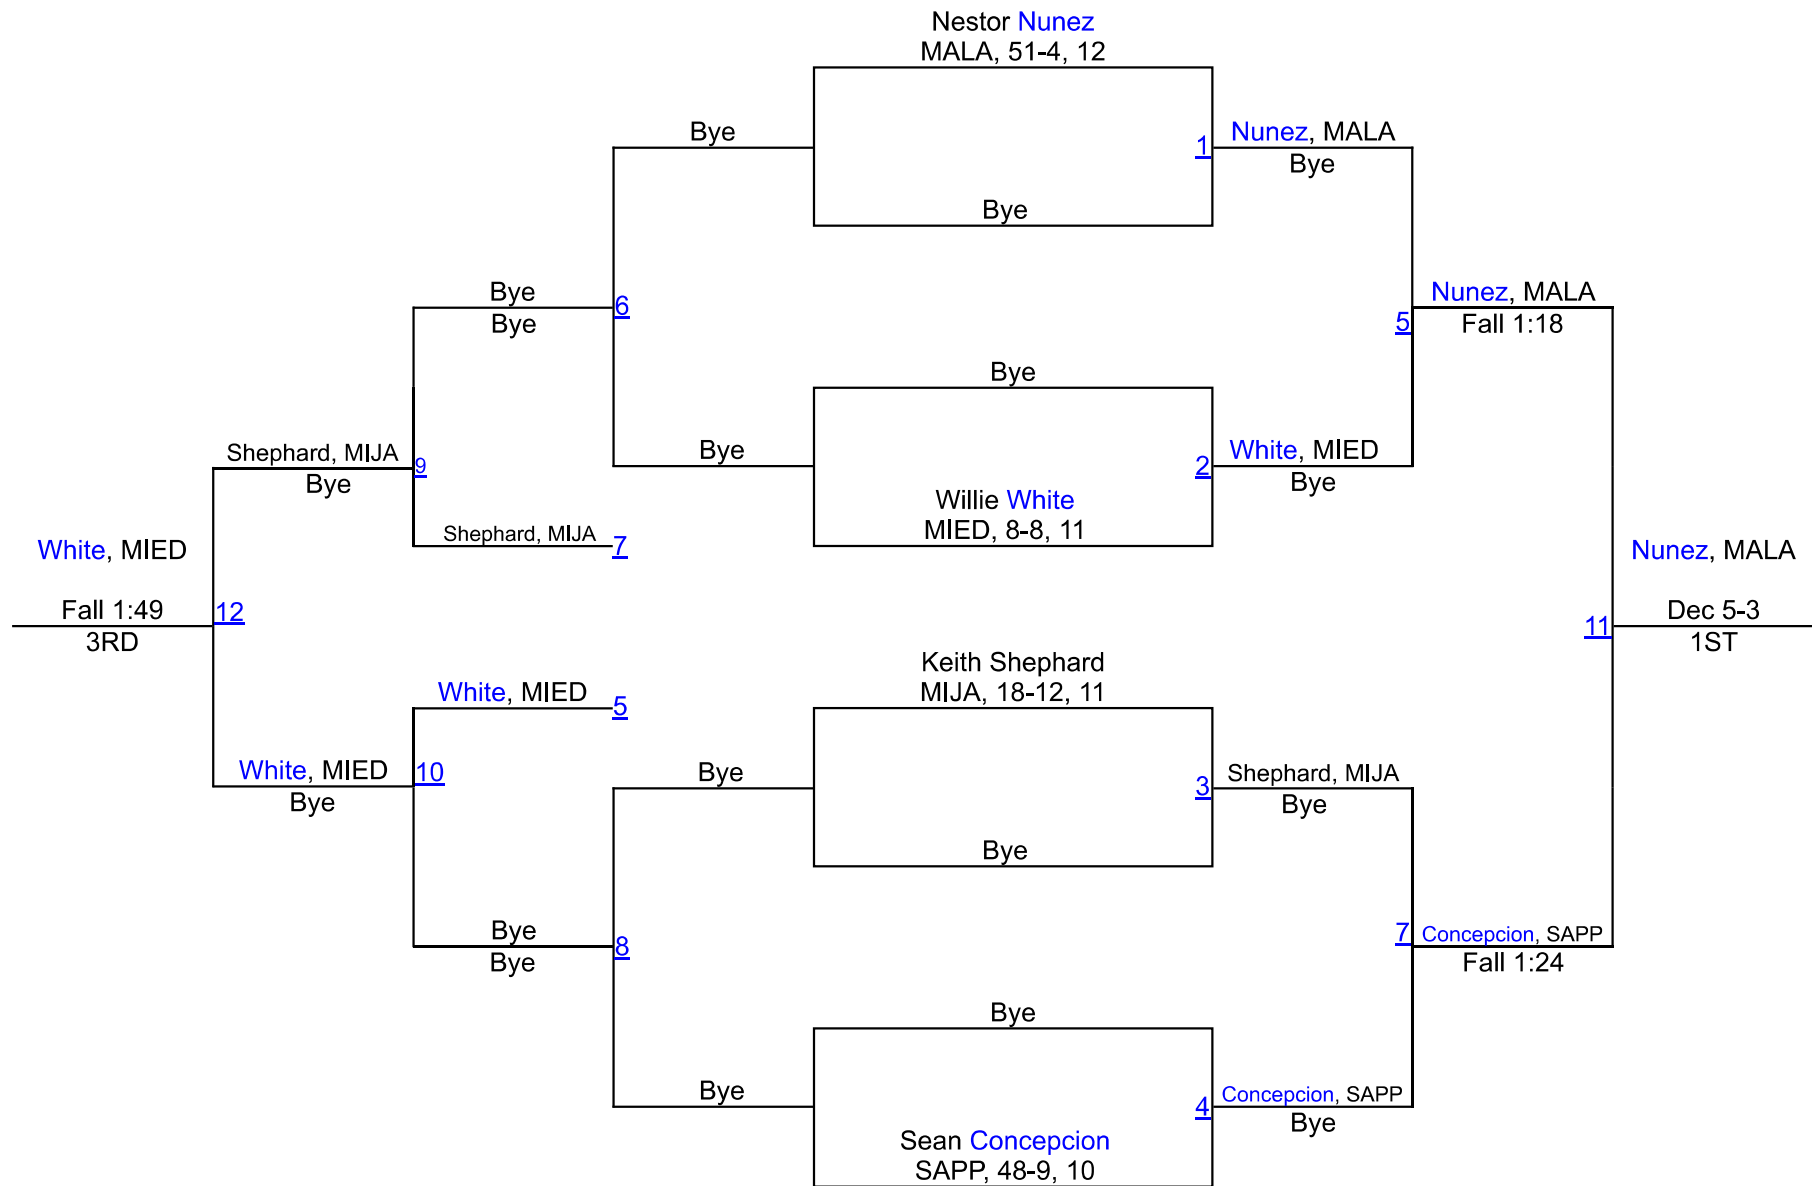 Nestor Nunez
MALA, 51-4, 12
Bye
1
Nunez, MALA
Bye
Bye
Bye
Bye
6
Nunez, MALA
5
Fall 1:18
Bye
Shephard, MIJA
9
Bye
Bye
2
White, MIED
Bye
Willie White
MIED, 8-8, 11
Shephard, MIJA
7
White, MIED
Nunez, MALA
Fall 1:49
12
3RD
11
Dec 5-3
1ST
Keith Shephard
MIJA, 18-12, 11
White, MIED
5
White, MIED
10
Bye
Bye
3
Shephard, MIJA
Bye
Bye
Bye
8
Bye
7
Concepcion, SAPP
Fall 1:24
Bye
Bye
4
Concepcion, SAPP
Bye
Sean Concepcion
SAPP, 48-9, 10